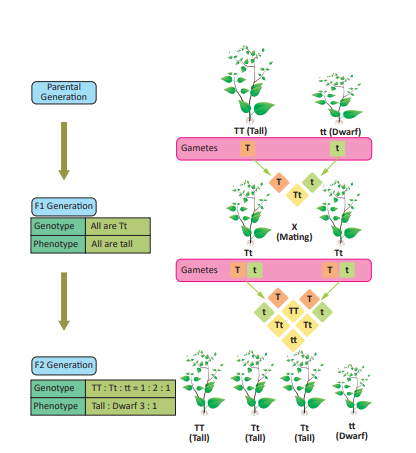 Parental
Generation
TT (Tall)
tt (Dwarf)
Gametes T t
T t
Tt
F1 Generation
Genotype All are Tt
Phenotype All are tall
X
(Mating)
Tt Tt
Gametes T t T t
T T
t TT t
Tt Tt
tt
F2 Generation
Genotype TT : Tt : tt = 1 : 2 : 1
Phenotype Tall : Dwarf 3 : 1
TT
(Tall)
Tt
(Tall)
Tt
(Tall)
tt
(Dwarf)